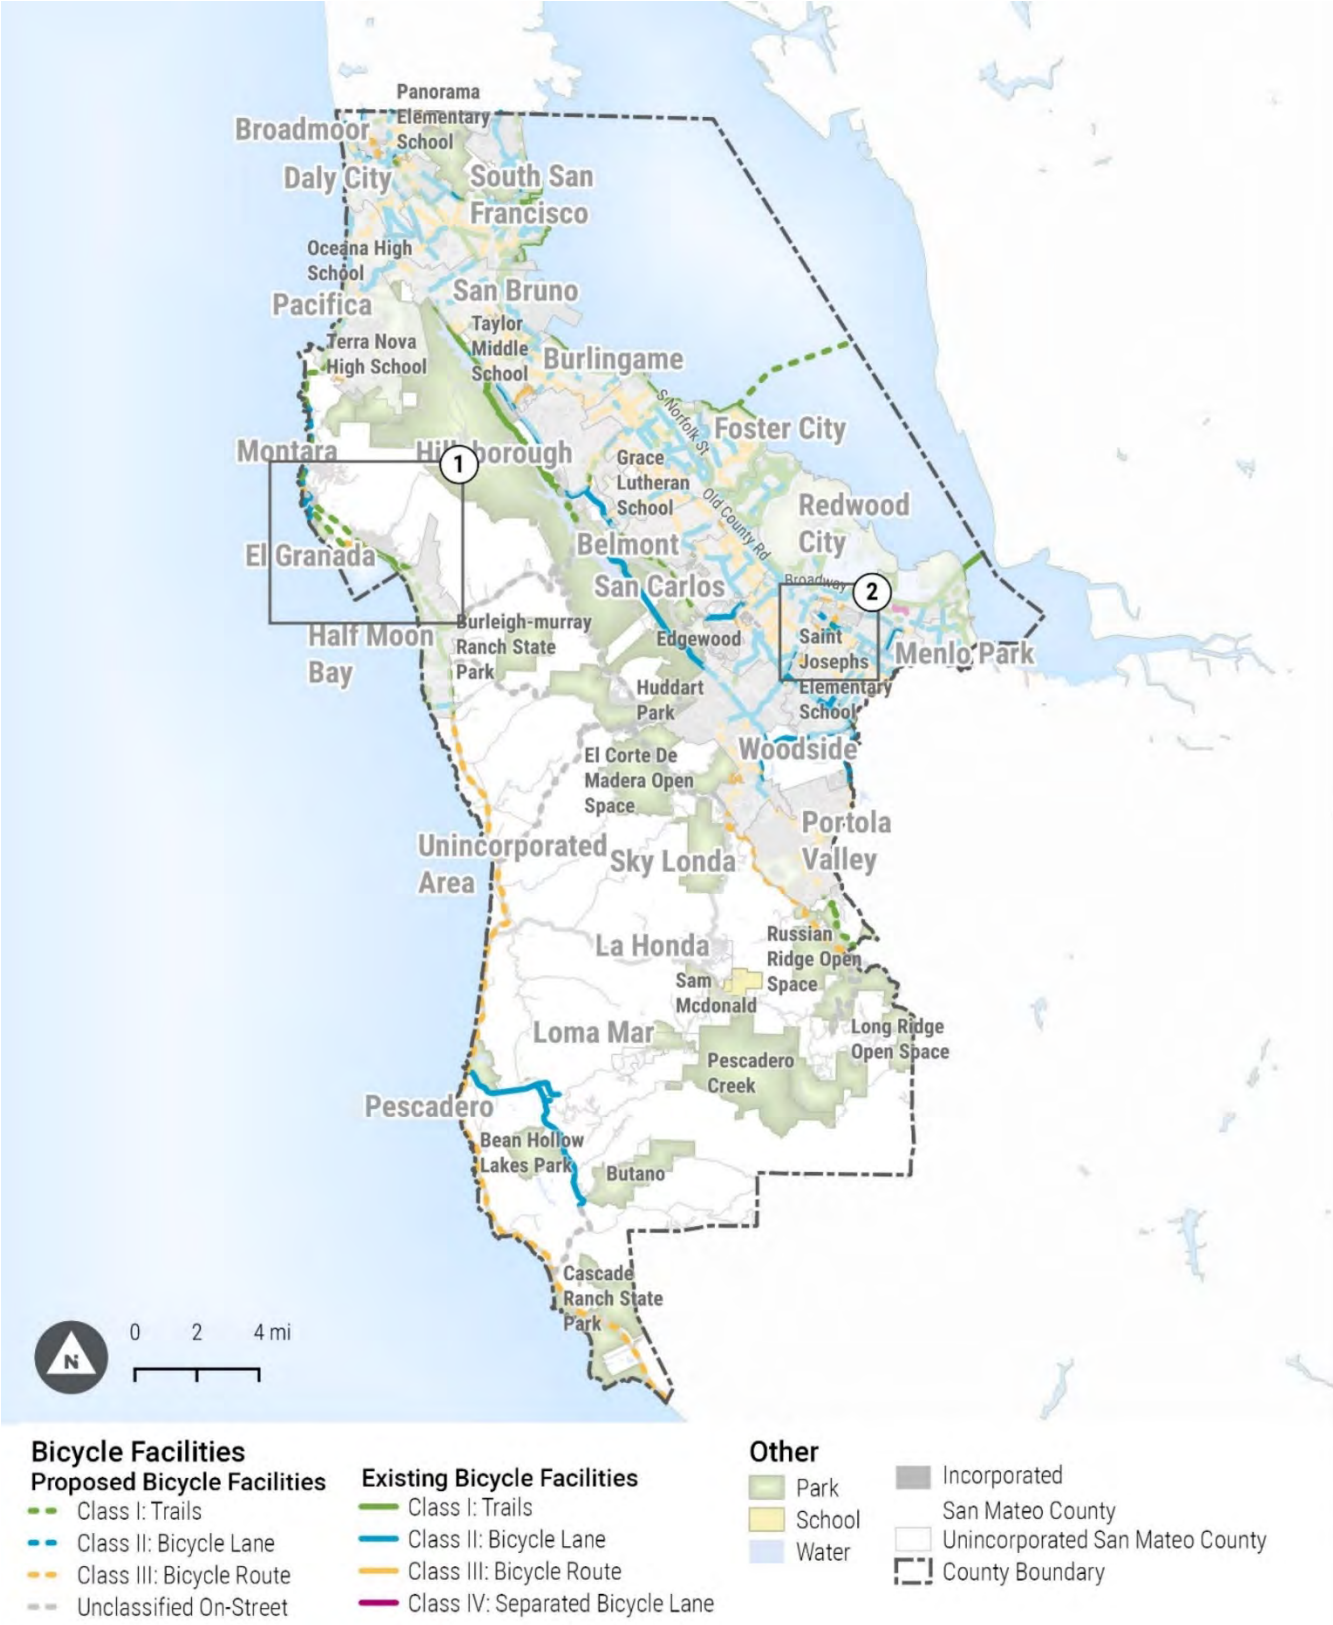 Panorama
Elementary
School
Broadmoor
Daly City
South San
Francisco
Oceana High
School
San Bruno
Pacifica
Taylor
Middle
School
Terra Nova
High School
Burlingame
S Norfolk St
Foster City
Montara
Hillsborough
1
Grace
Lutheran
School
Old County Rd
Redwood
City
El Granada
Belmont
San Carlos
Broadway
2
Half Moon
Bay
Burleigh-murray
Ranch State
Park
Edgewood
Saint
Josephs
Elementary
School
Menlo Park
Huddart
Park
Woodside
El Corte De
Madera Open
Space
Portola
Valley
Unincorporated
Area
Sky Londa
La Honda
Russian
Ridge Open
Space
Sam
Mcdonald
Loma Mar
Long Ridge
Open Space
Pescadero
Creek
Pescadero
Bean Hollow
Lakes Park
Butano
Cascade
Ranch State
Park
N
0 2 4 mi
Bicycle Facilities
Proposed Bicycle Facilities
Class I: Trails
Class II: Bicycle Lane
Class III: Bicycle Route
Unclassified On-Street
Existing Bicycle Facilities
Class I: Trails
Class II: Bicycle Lane
Class III: Bicycle Route
Class IV: Separated Bicycle Lane
Other
Park
School
Water
Incorporated
San Mateo County
Unincorporated San Mateo County
County Boundary